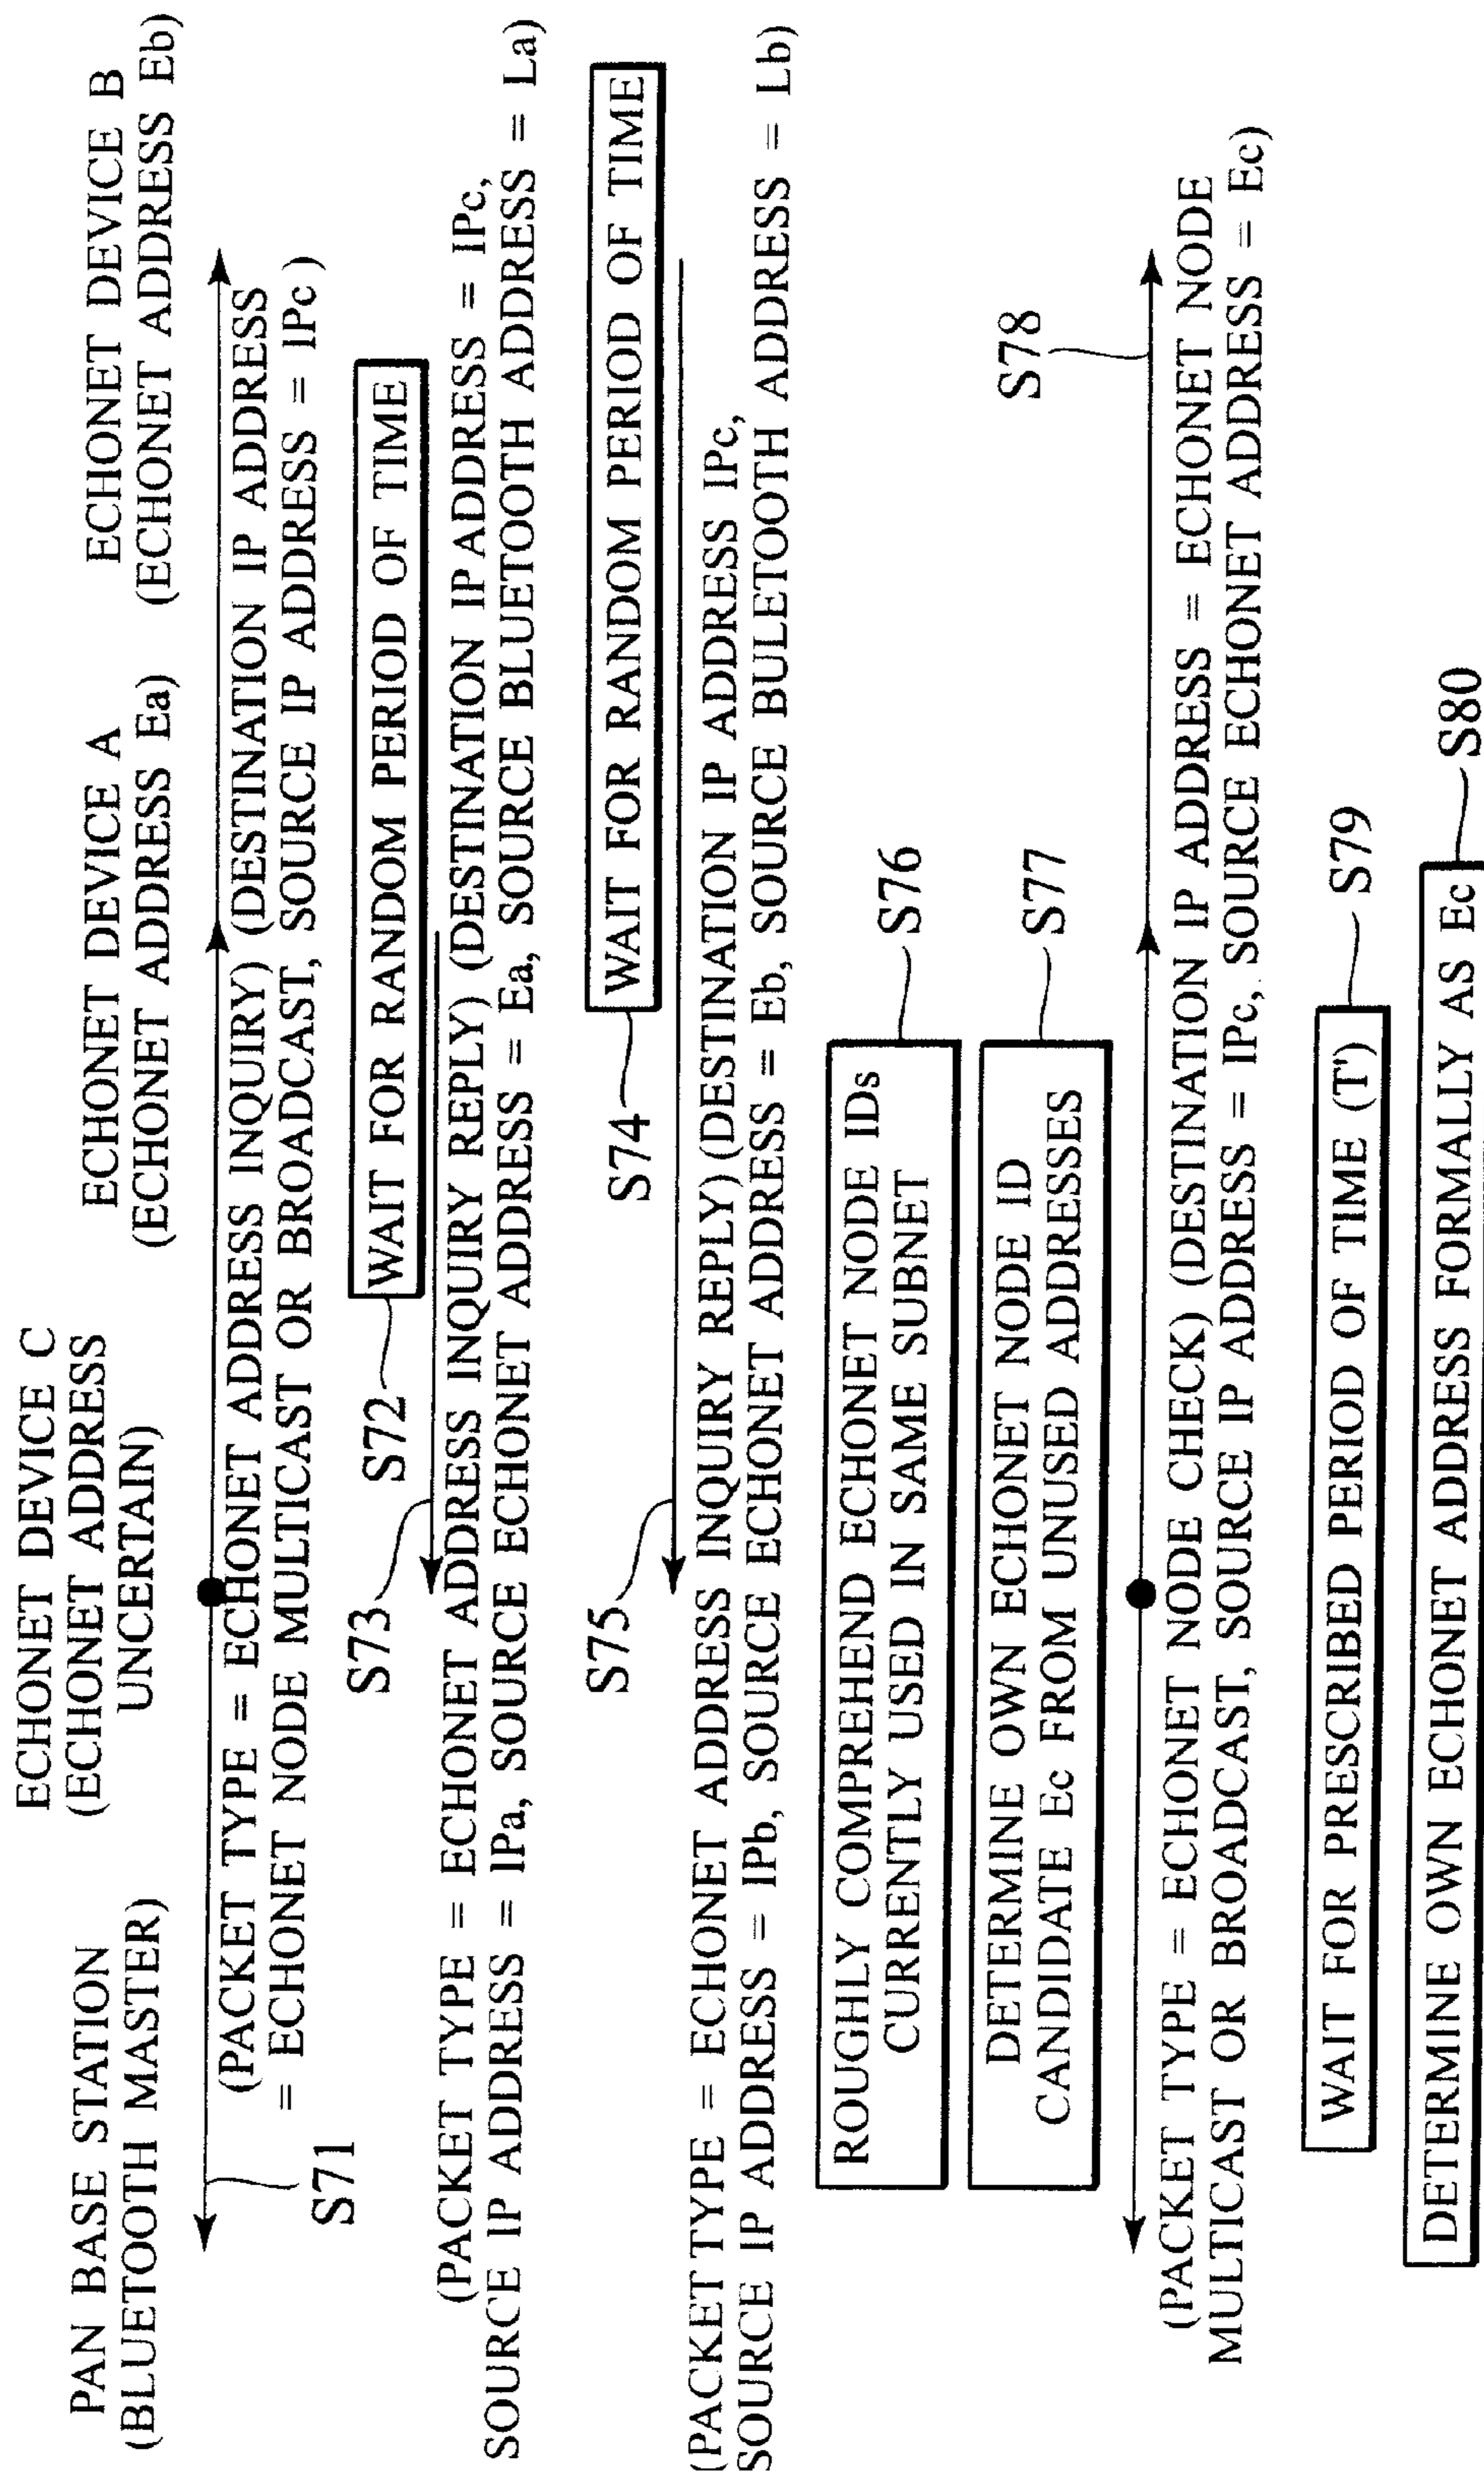 PAN BASE STATION
(BLUETOOTH MASTER)
ECHONET DEVICE C
(ECHONET ADDRESS
UNCERTAIN)
ECHONET DEVICE A
(ECHONET ADDRESS Ea)
ECHONET DEVICE B
(ECHONET ADDRESS Eb)
S71
(PACKET TYPE = ECHONET ADDRESS INQUIRY) (DESTINATION IP ADDRESS
= ECHONET NODE MULTICAST OR BROADCAST, SOURCE IP ADDRESS = IPc )
S72
WAIT FOR RANDOM PERIOD OF TIME
S73
(PACKET TYPE = ECHONET ADDRESS INQUIRY REPLY) (DESTINATION IP ADDRESS = IPc,
SOURCE IP ADDRESS = IPa, SOURCE ECHONET ADDRESS = Ea, SOURCE BLUETOOTH ADDRESS = La)
S74
WAIT FOR RANDOM PERIOD OF TIME
S75
(PACKET TYPE = ECHONET ADDRESS INQUIRY REPLY) (DESTINATION IP ADDRESS IPc,
SOURCE IP ADDRESS = IPb, SOURCE ECHONET ADDRESS = Eb, SOURCE BULETOOTH ADDRESS = Lb)
ROUGHLY COMPREHEND ECHONET NODE IDs
CURRENTLY USED IN SAME SUBNET
S76
DETERMINE OWN ECHONET NODE ID
CANDIDATE Ec FROM UNUSED ADDRESSES
S77
S78
(PACKET TYPE = ECHONET NODE CHECK) (DESTINATION IP ADDRESS = ECHONET NODE
MULTICAST OR BROADCAST, SOURCE IP ADDRESS = IPc, SOURCE ECHONET ADDRESS = Ec)
WAIT FOR PRESCRIBED PERIOD OF TIME (T')
S79
DETERMINE OWN ECHONET ADDRESS FORMALLY AS Ec
S80